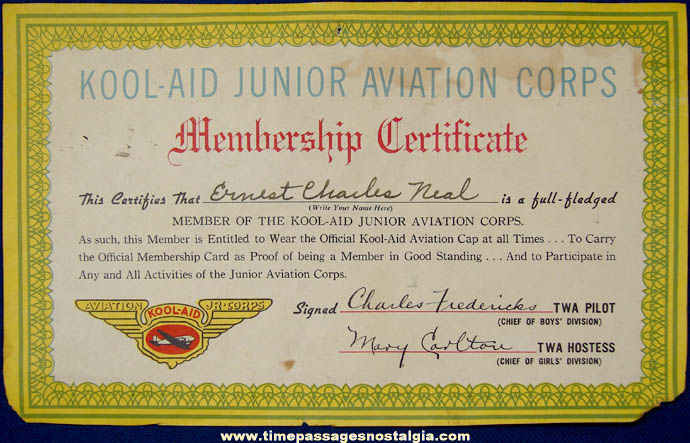 KOOL-AID JUNIOR AVIATION CORPS
Membership Certificate
This Certifies That Ernest Charles Neal is a full-fledged
(Write Your Name Here)
MEMBER OF THE KOOL-AID JUNIOR AVIATION CORPS.
As such, this Member is Entitled to Wear the Official Kool-Aid Aviation Cap at all Times . . . To Carry
the Official Membership Card as Proof of being a Member in Good Standing . . . And to Participate in
Any and All Activities of the Junior Aviation Corps.
AVIATION KOOL-AID JR. CORPS
Signed Charles Fredericks TWA PILOT
(CHIEF OF BOYS' DIVISION)
Mary Carlton TWA HOSTESS
(CHIEF OF GIRLS' DIVISION)
www.timepassagesnostalgia.com